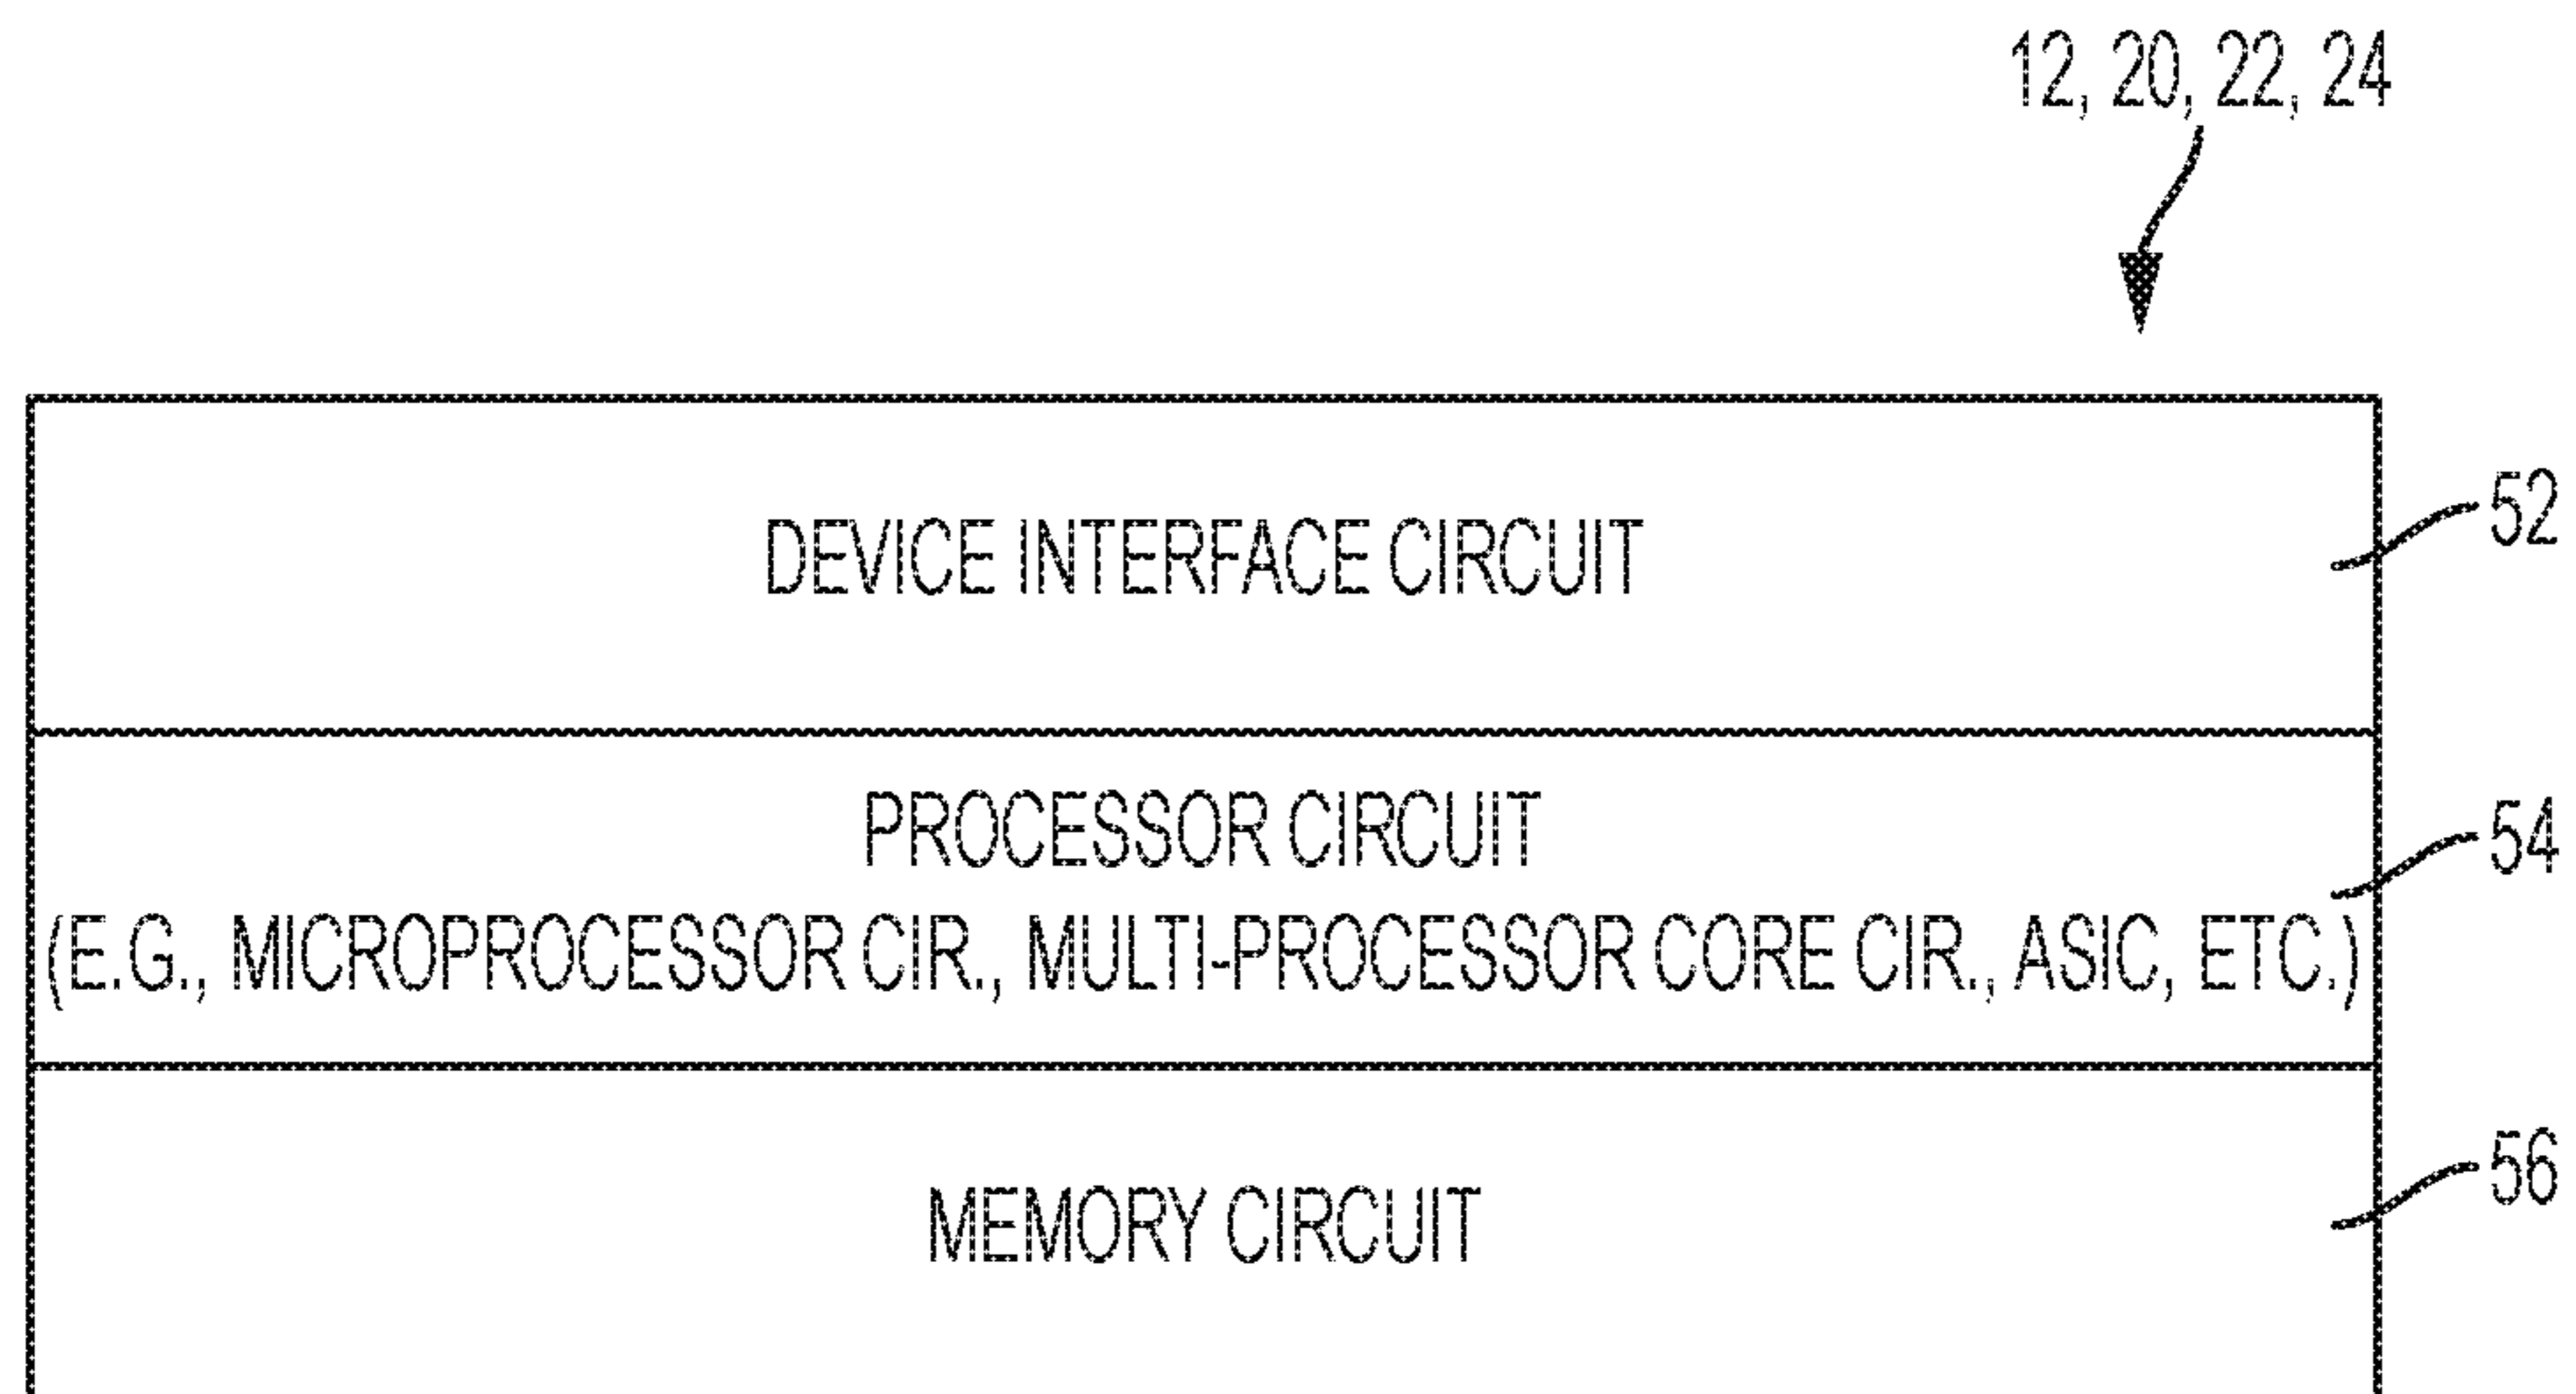 12, 20, 22, 24
DEVICE INTERFACE CIRCUIT
52
PROCESSOR CIRCUIT
(E.G., MICROPROCESSOR CIR., MULTI-PROCESSOR CORE CIR., ASIC, ETC.)
54
MEMORY CIRCUIT
56